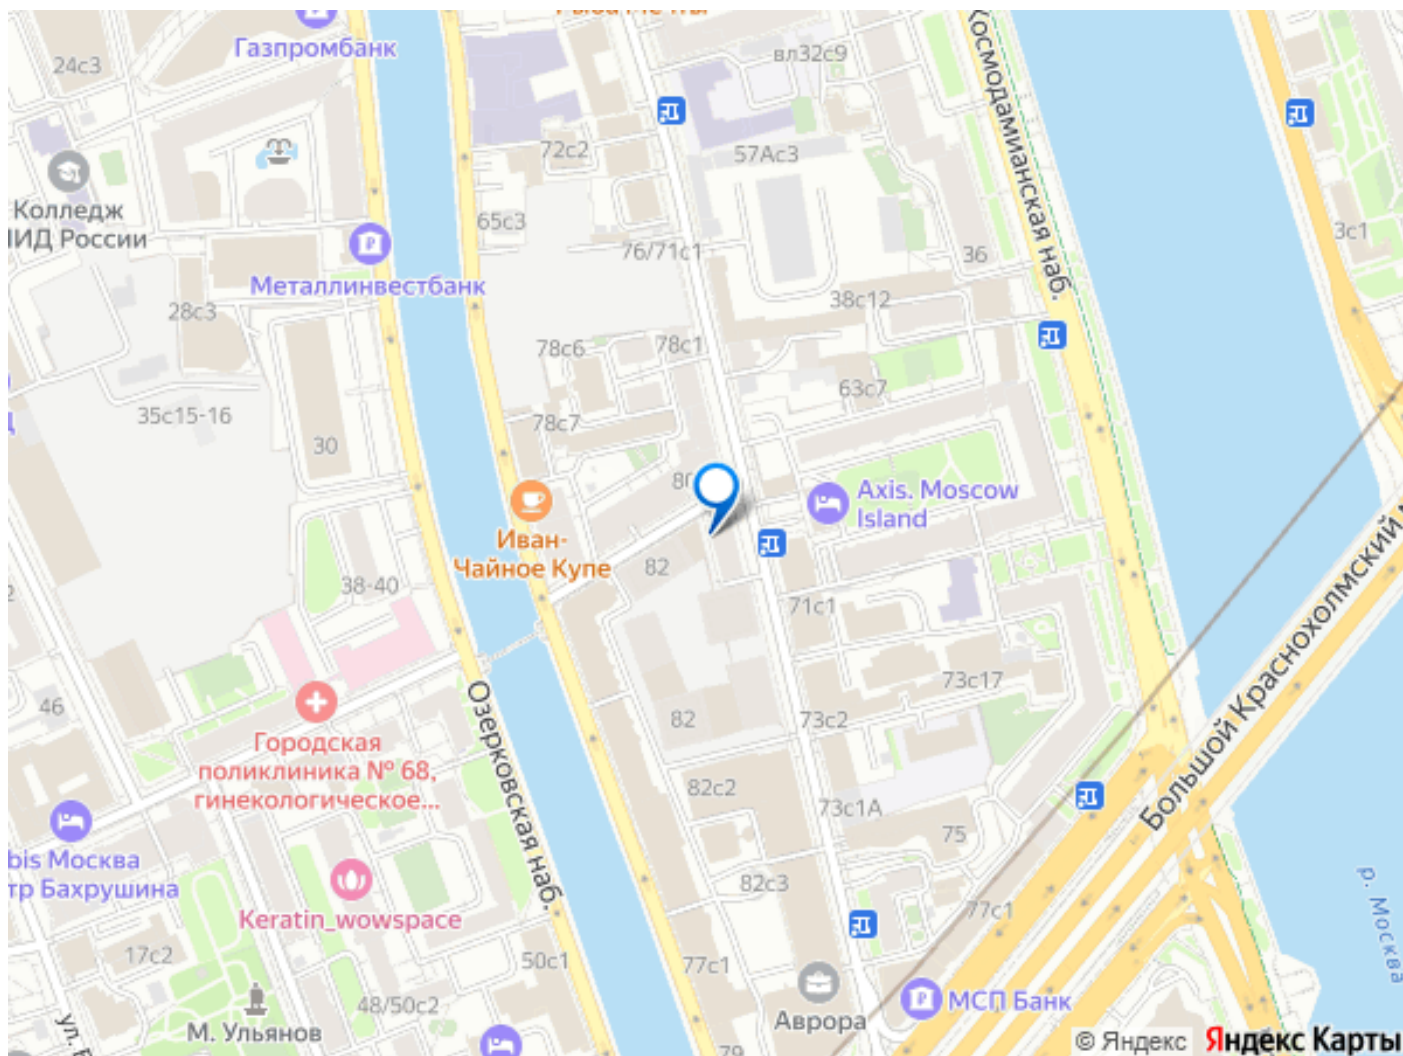 Газпромбанк
24с3
вл32с9
Космодамианская наб.
72с2
57Ас3
Колледж
ИД России
65с3
76/71с1
36
3с1
Металлинвестбанк
28с3
38с12
78с6
78с1
63с7
35с15-16
30
78с7
Axis. Moscow
Island
Иван-
Чайное Купе
82
38-40
71с1
Большой Краснохолмский
46
73с17
Озерковская наб.
82
73с2
Городская
поликлиника № 68,
гинекологическое...
82с2
73с1А
75
bis Москва
тр Бахрушина
82с3
Keratin_wowspace
77с1
р. Москва
17с2
50с1
77с1
48/50с2
МСП Банк
М. Ульянов
Аврора
ул.
79
© Яндекс Яндекс Карты